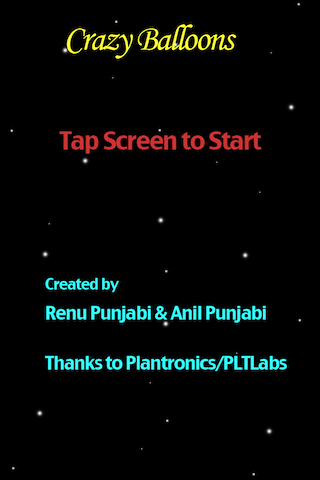 Crazy Balloons
Tap Screen to Start
Created by
Renu Punjabi & Anil Punjabi
Thanks to Plantronics/PLTLabs